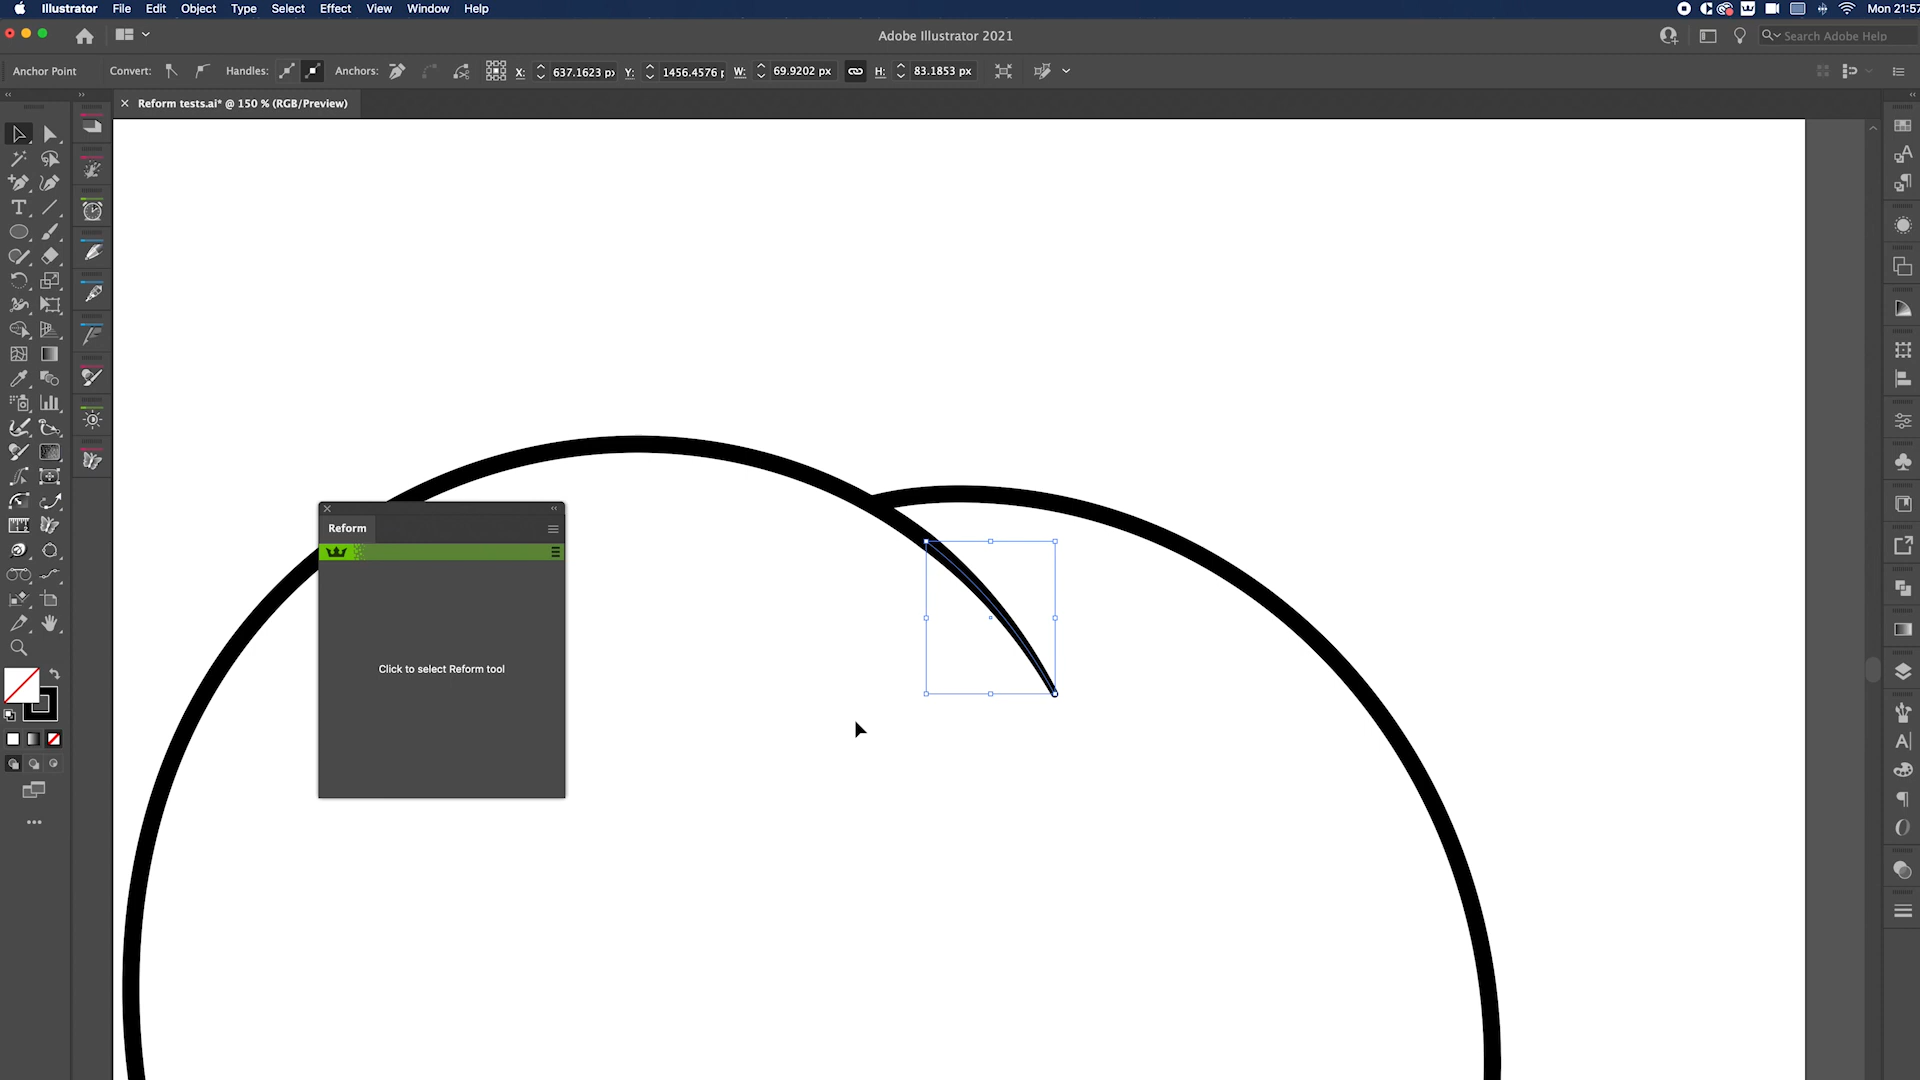 Illustrator File Edit Object Type Select Effect View Window Help Mon 21:57
Adobe Illustrator 2021
Search Adobe Help
Anchor Point Convert: Handles: Anchors: X: 637.1623 px Y: 1456.4576 W: 69.9202 px H: 83.1853 px
Reform tests.ai* @ 150 % (RGB/Preview)
Reform
Click to select Reform tool